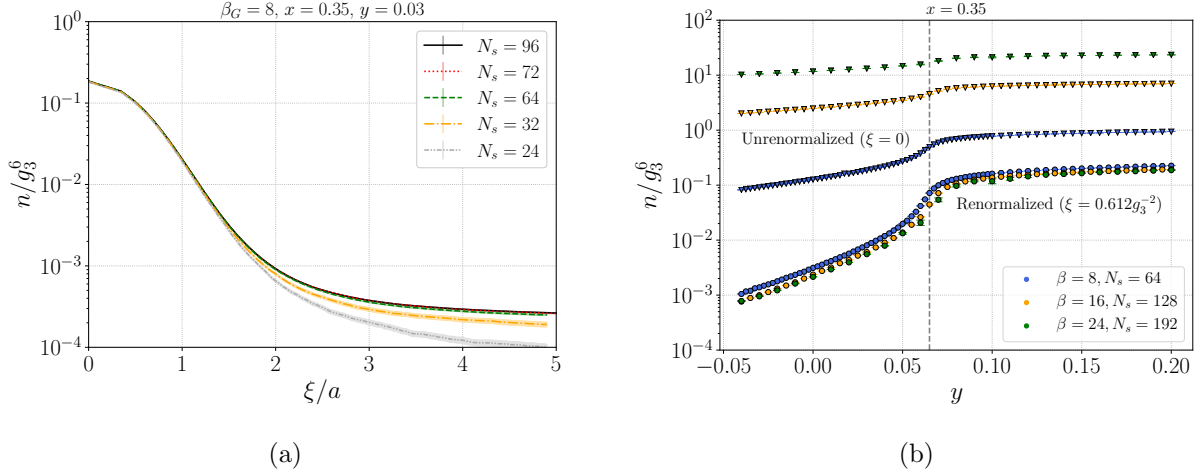 β_G = 8, x = 0.35, y = 0.03
10^0
10^{-1}
10^{-2}
10^{-3}
10^{-4}
n/g_3^6
N_s = 96
N_s = 72
N_s = 64
N_s = 32
N_s = 24
0 1 2 3 4 5
ξ/a
(a)
x = 0.35
10^2
10^1
10^0
10^{-1}
10^{-2}
10^{-3}
10^{-4}
n/g_3^6
Unrenormalized (ξ = 0)
Renormalized (ξ = 0.612g_3^{-2})
β = 8, N_s = 64
β = 16, N_s = 128
β = 24, N_s = 192
−0.05 0.00 0.05 0.10 0.15 0.20
y
(b)